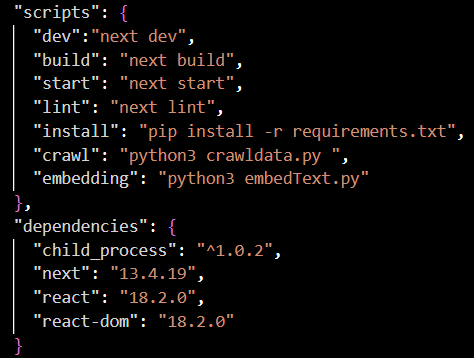 "scripts": {
"dev":"next dev",
"build": "next build",
"start": "next start",
"lint": "next lint",
"install": "pip install -r requirements.txt",
"crawl": "python3 crawldata.py ",
"embedding": "python3 embedText.py"
},
"dependencies": {
"child_process": "^1.0.2",
"next": "13.4.19",
"react": "18.2.0",
"react-dom": "18.2.0"
}